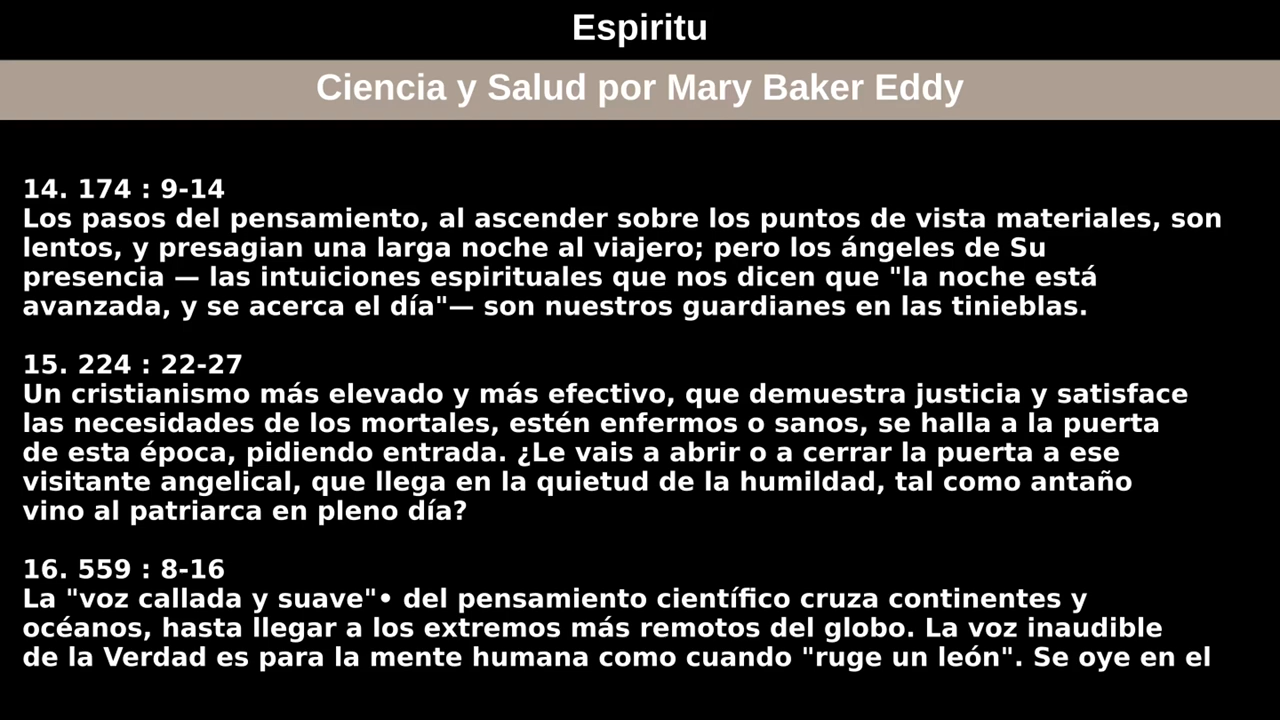 Espiritu
Ciencia y Salud por Mary Baker Eddy
14. 174 : 9-14
Los pasos del pensamiento, al ascender sobre los puntos de vista materiales, son
lentos, y presagian una larga noche al viajero; pero los ángeles de Su
presencia — las intuiciones espirituales que nos dicen que "la noche está
avanzada, y se acerca el día"— son nuestros guardianes en las tinieblas.
15. 224 : 22-27
Un cristianismo más elevado y más efectivo, que demuestra justicia y satisface
las necesidades de los mortales, estén enfermos o sanos, se halla a la puerta
de esta época, pidiendo entrada. ¿Le vais a abrir o a cerrar la puerta a ese
visitante angelical, que llega en la quietud de la humildad, tal como antaño
vino al patriarca en pleno día?
16. 559 : 8-16
La "voz callada y suave"• del pensamiento científico cruza continentes y
océanos, hasta llegar a los extremos más remotos del globo. La voz inaudible
de la Verdad es para la mente humana como cuando "ruge un león". Se oye en el